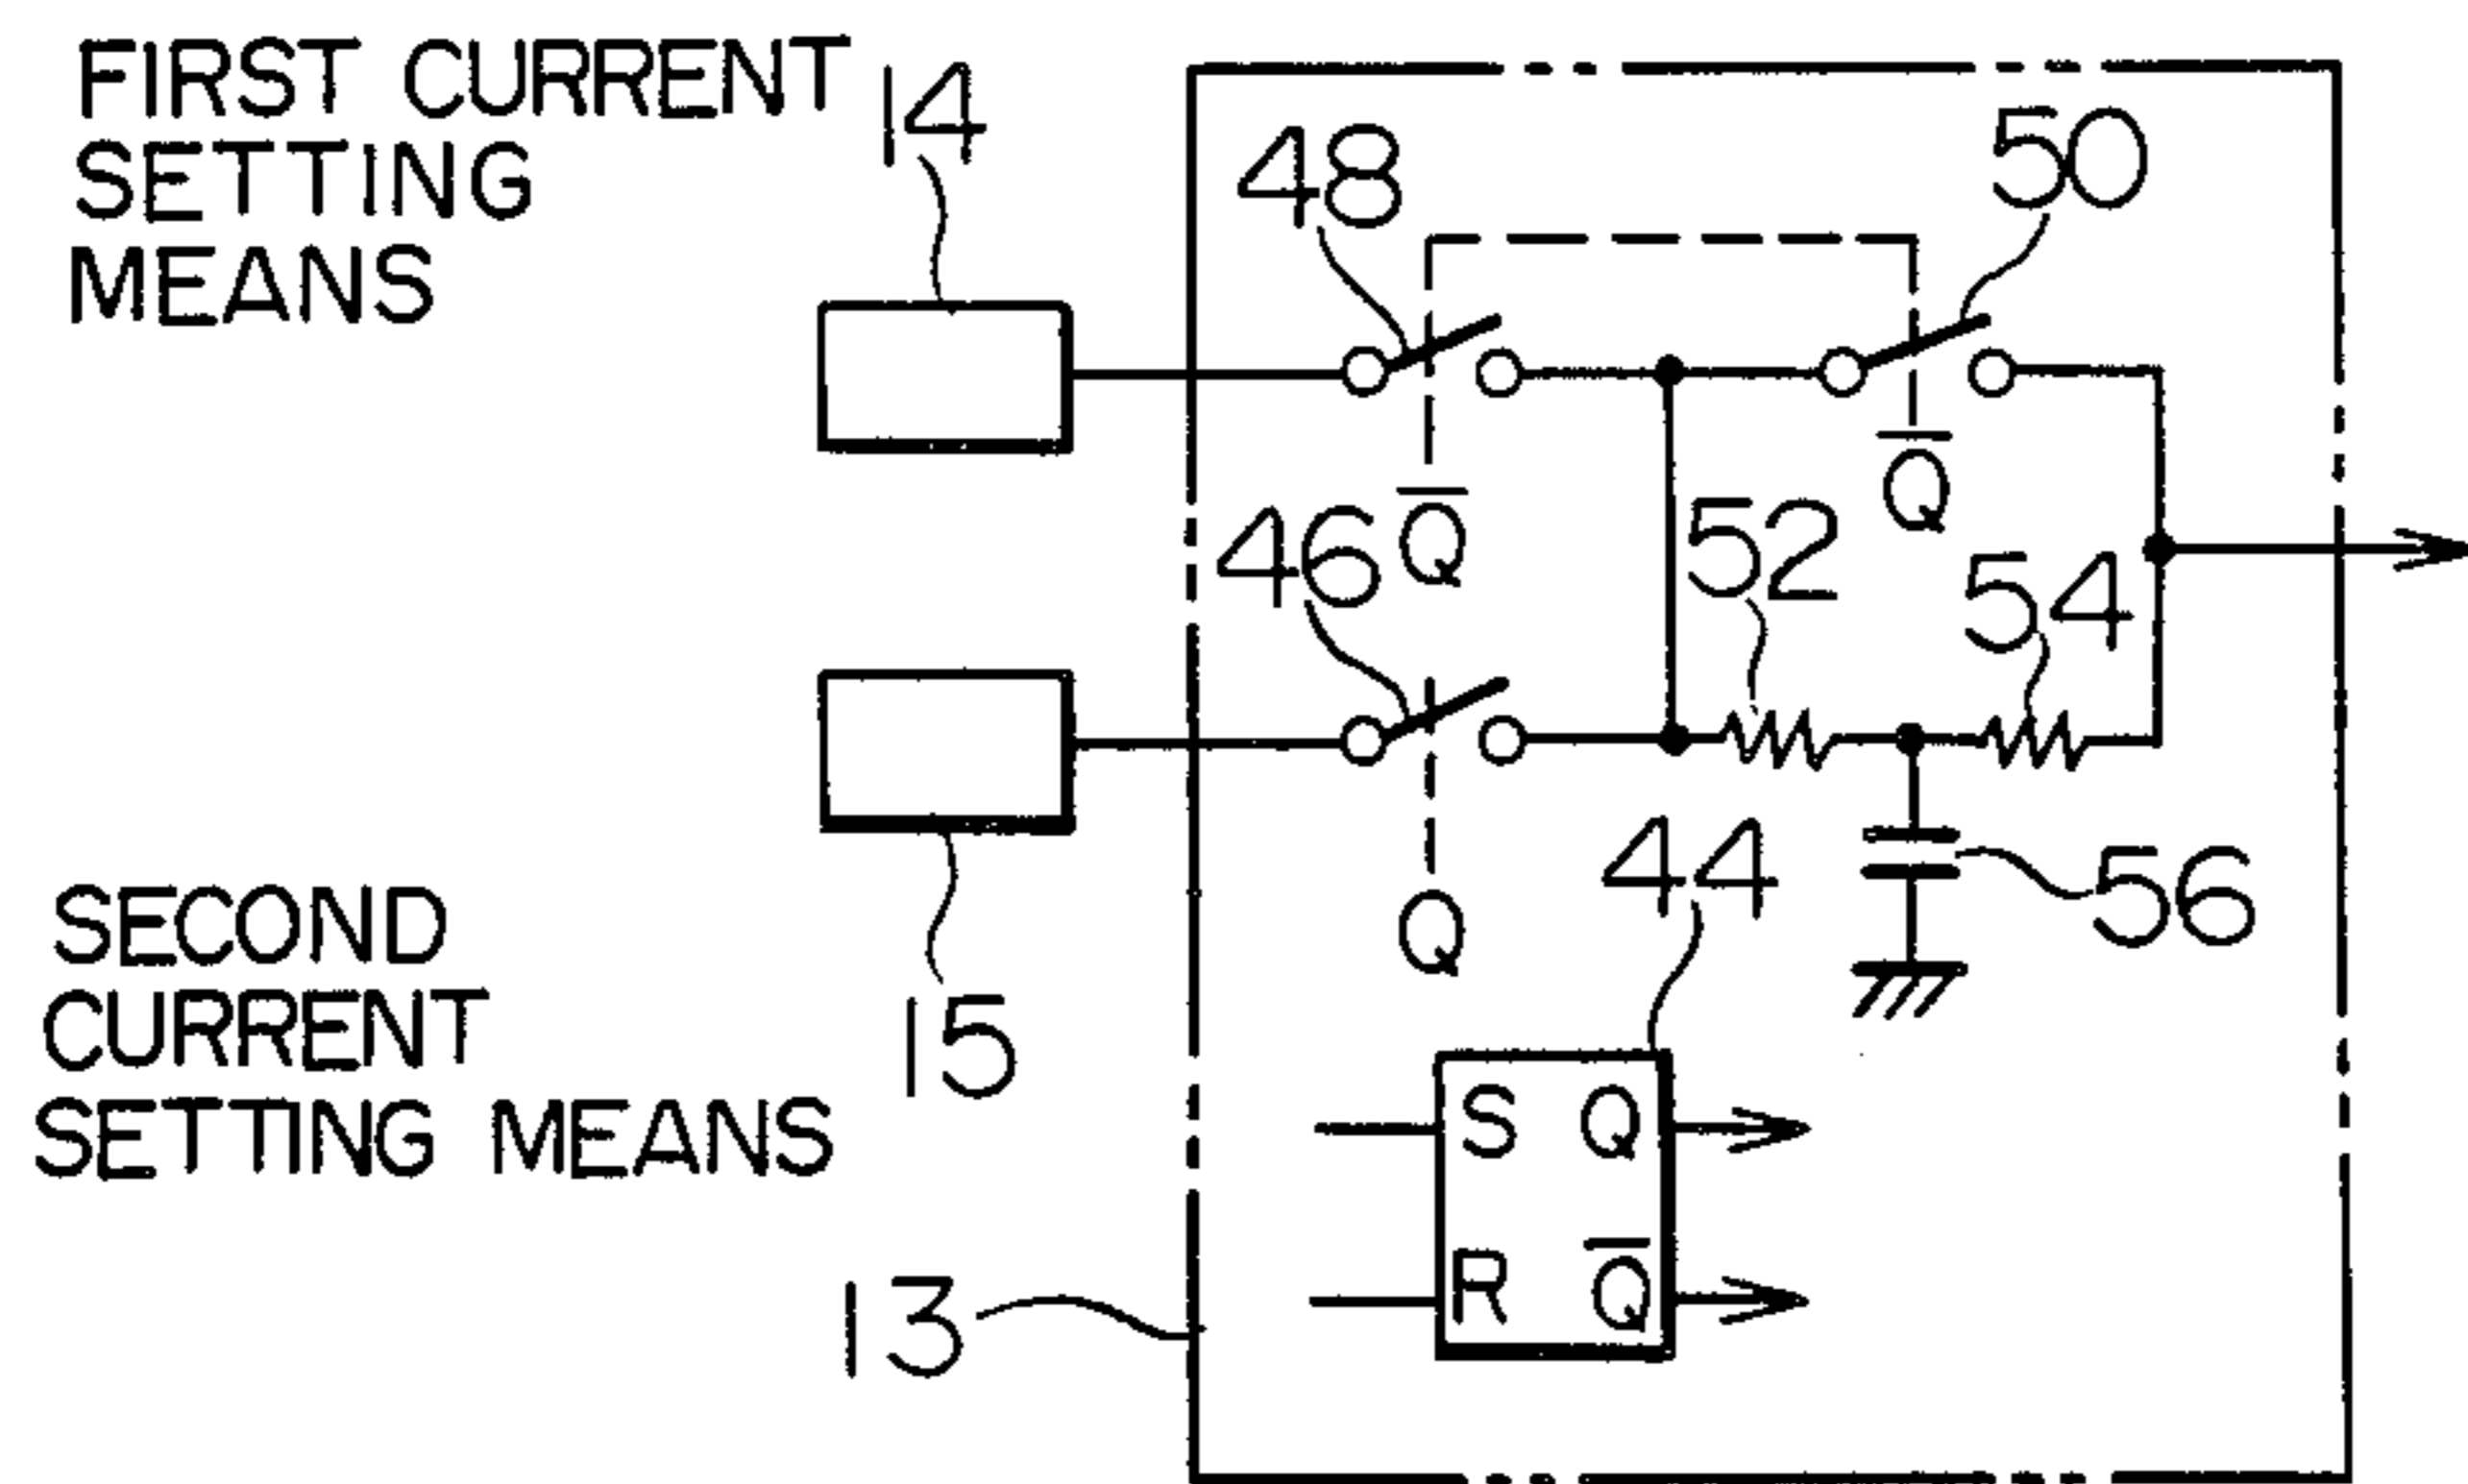 FIRST CURRENT
SETTING
MEANS
14
48
50
Q̅
Q̅
46
52
54
Q
44
56
SECOND
CURRENT
SETTING MEANS
15
S Q
R Q̅
13